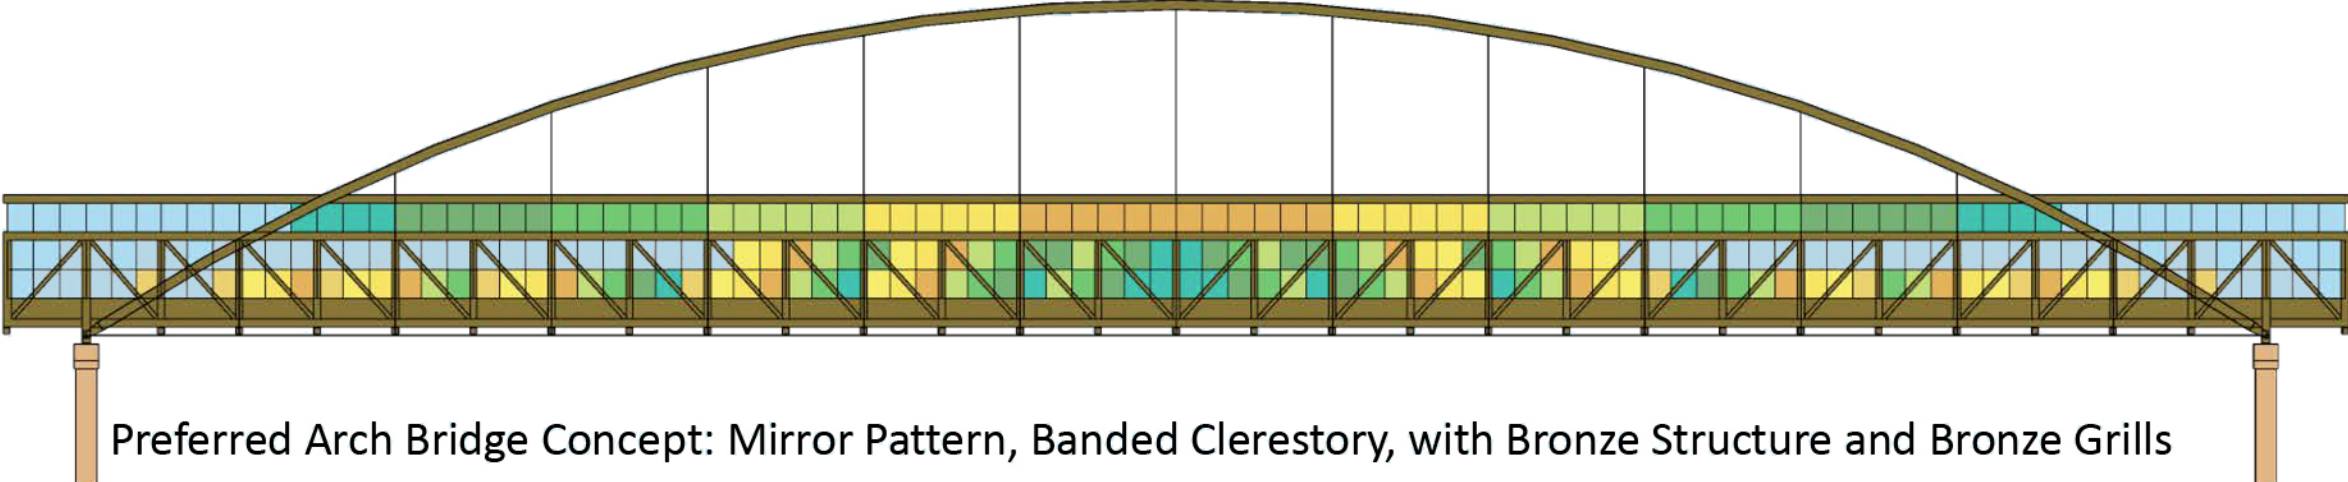 Preferred Arch Bridge Concept: Mirror Pattern, Banded Clerestory, with Bronze Structure and Bronze Grills